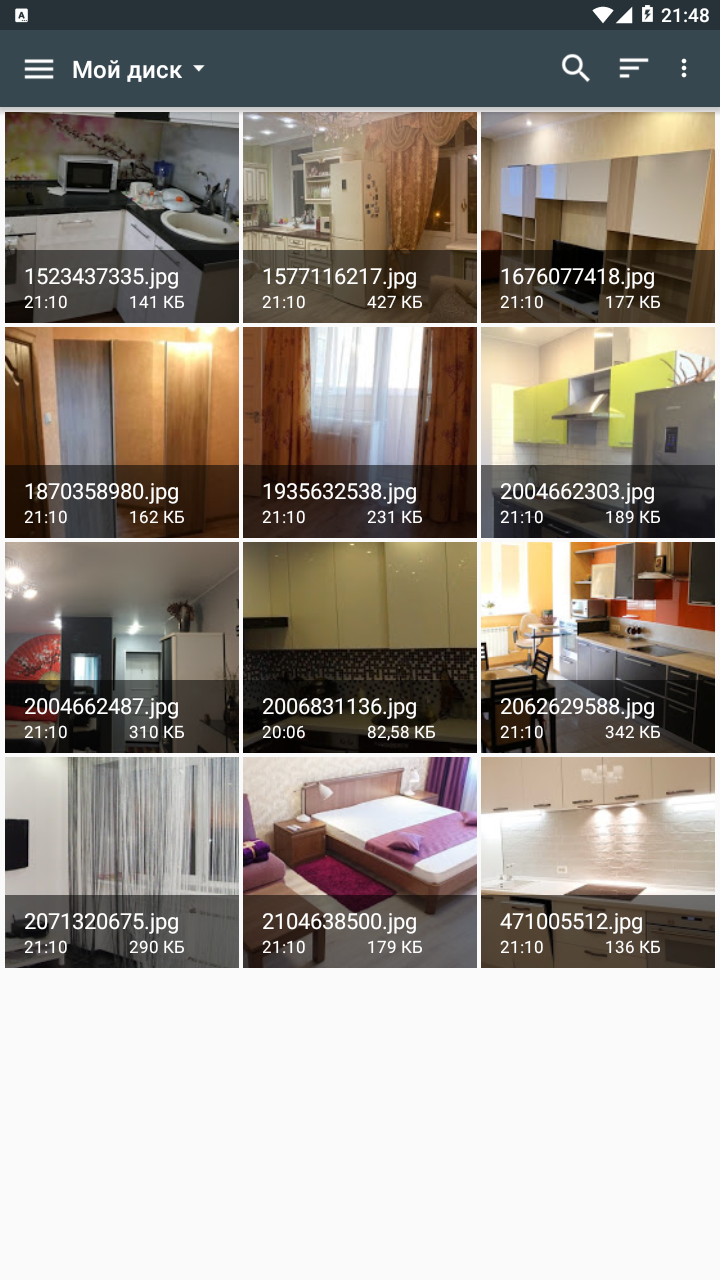 21:48
Мой диск
1523437335.jpg
21:10 141 КБ
1577116217.jpg
21:10 427 КБ
1676077418.jpg
21:10 177 КБ
1870358980.jpg
21:10 162 КБ
1935632538.jpg
21:10 231 КБ
2004662303.jpg
21:10 189 КБ
2004662487.jpg
21:10 310 КБ
2006831136.jpg
20:06 82,58 КБ
2062629588.jpg
21:10 342 КБ
2071320675.jpg
21:10 290 КБ
2104638500.jpg
21:10 179 КБ
471005512.jpg
21:10 136 КБ